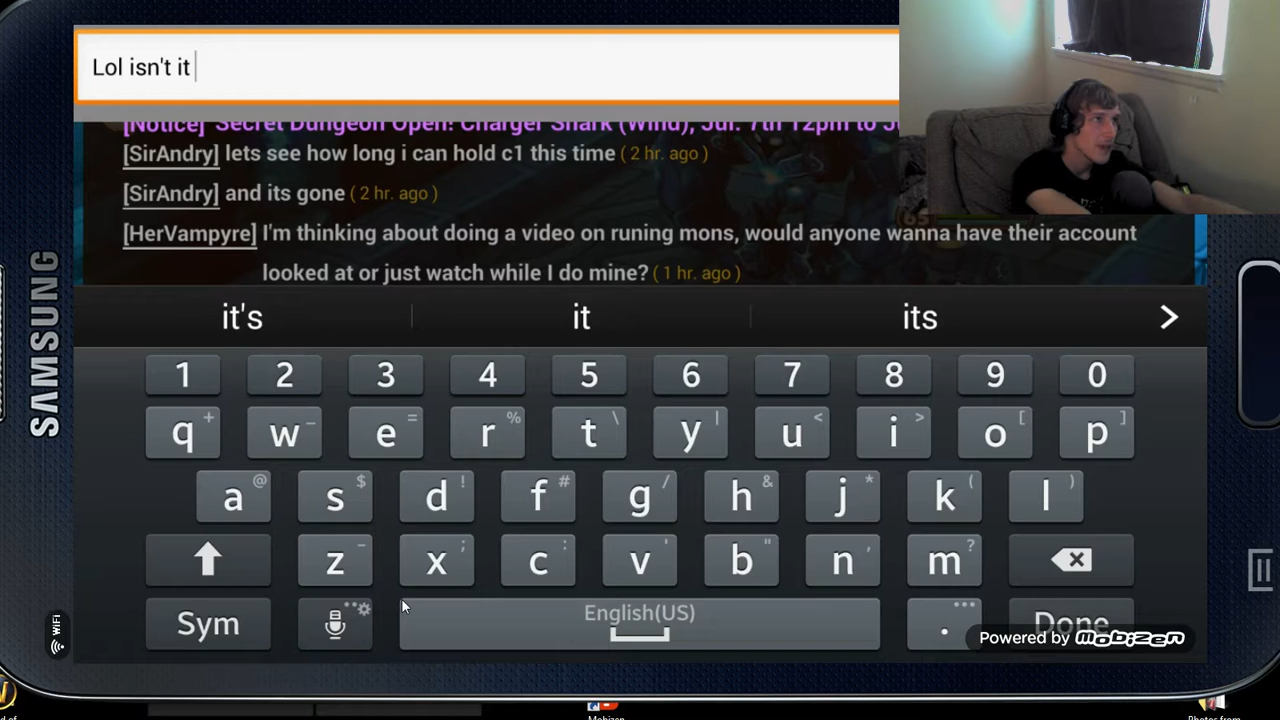 Lol isn't it
[Notice] Secret Dungeon Open! Charger Shark (Wind), Jul. 7th 12pm to
[SirAndry] lets see how long i can hold c1 this time ( 2 hr. ago )
[SirAndry] and its gone ( 2 hr. ago )
[HerVampyre] I'm thinking about doing a video on runing mons, would anyone wanna have their account
looked at or just watch while I do mine? ( 1 hr. ago )
SAMSUNG
it's it its >
1 2 3 4 5 6 7 8 9 0
q + w - e = r % t \ y | u < i > o [ p ]
a @ s $ d ! f # g / h & j * k ( l )
z - x ; c : v ' b " n , m ?
Sym English(US) . Done
Powered by mobizen
WiFi
Mobizen
Photos from